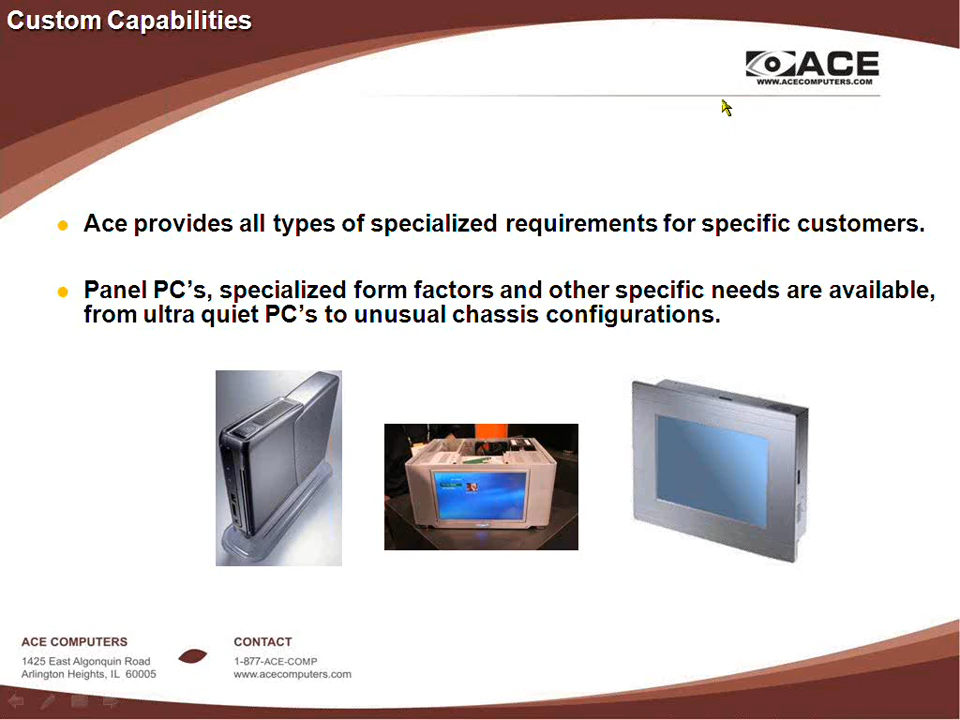 Custom Capabilities
ACE
WWW.ACECOMPUTERS.COM
Ace provides all types of specialized requirements for specific customers.
Panel PC’s, specialized form factors and other specific needs are available,
from ultra quiet PC’s to unusual chassis configurations.
ACE COMPUTERS
1425 East Algonquin Road
Arlington Heights, IL 60005
CONTACT
1-877-ACE-COMP
www.acecomputers.com